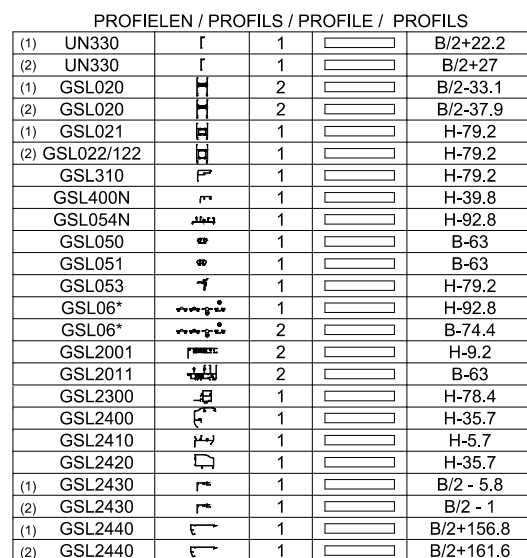 PROFIELEN / PROFILS / PROFILE / PROFILS
(1) UN330 1 B/2+22.2
(2) UN330 1 B/2+27
(1) GSL020 2 B/2-33.1
(2) GSL020 2 B/2-37.9
(1) GSL021 1 H-79.2
(2) GSL022/122 1 H-79.2
GSL310 1 H-79.2
GSL400N 1 H-39.8
GSL054N 1 H-92.8
GSL050 1 B-63
GSL051 1 B-63
GSL053 1 H-79.2
GSL06* 1 H-92.8
GSL06* 2 B-74.4
GSL2001 2 H-9.2
GSL2011 2 B-63
GSL2300 1 H-78.4
GSL2400 1 H-35.7
GSL2410 1 H-5.7
GSL2420 1 H-35.7
(1) GSL2430 1 B/2 - 5.8
(2) GSL2430 1 B/2 - 1
(1) GSL2440 1 B/2+156.8
(2) GSL2440 1 B/2+161.6